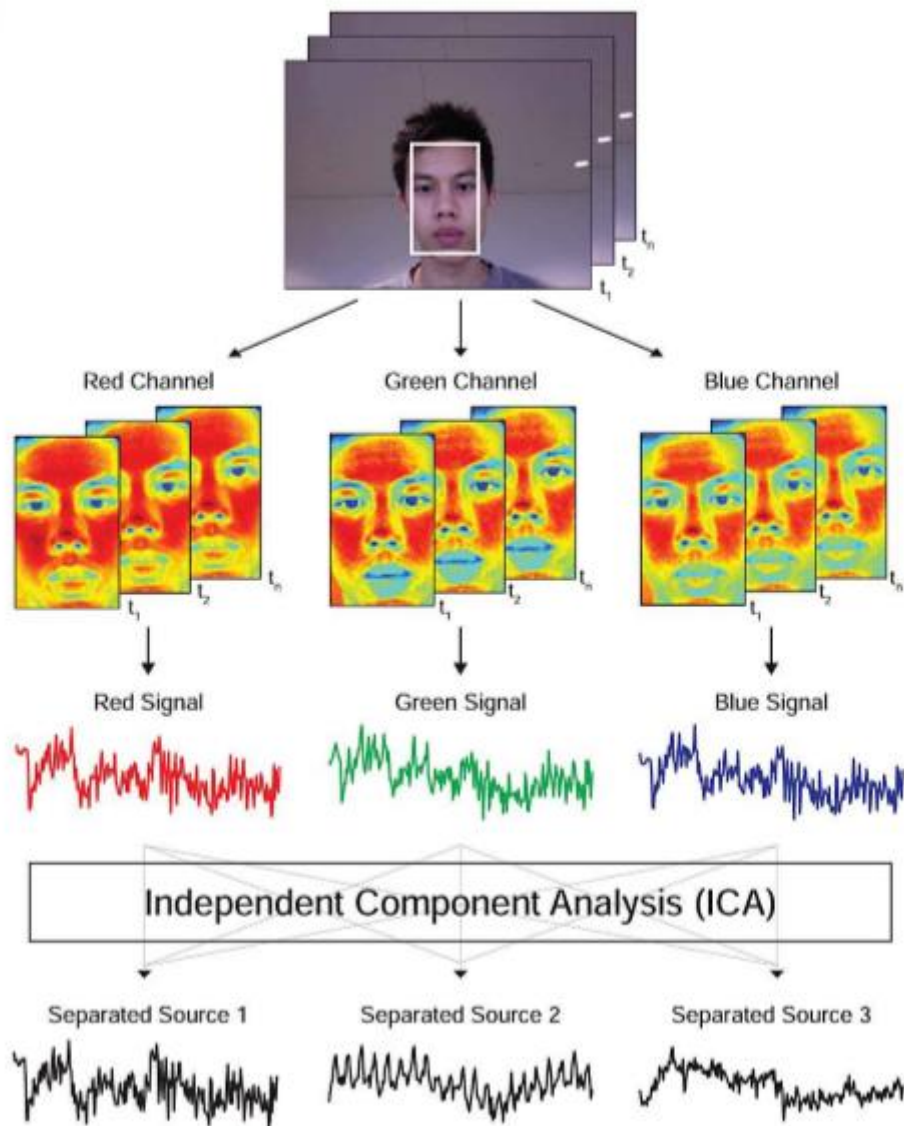 t1
t2
tn
Red Channel
Green Channel
Blue Channel
t1
t2
tn
t1
t2
tn
t1
t2
tn
Red Signal
Green Signal
Blue Signal
Independent Component Analysis (ICA)
Separated Source 1
Separated Source 2
Separated Source 3